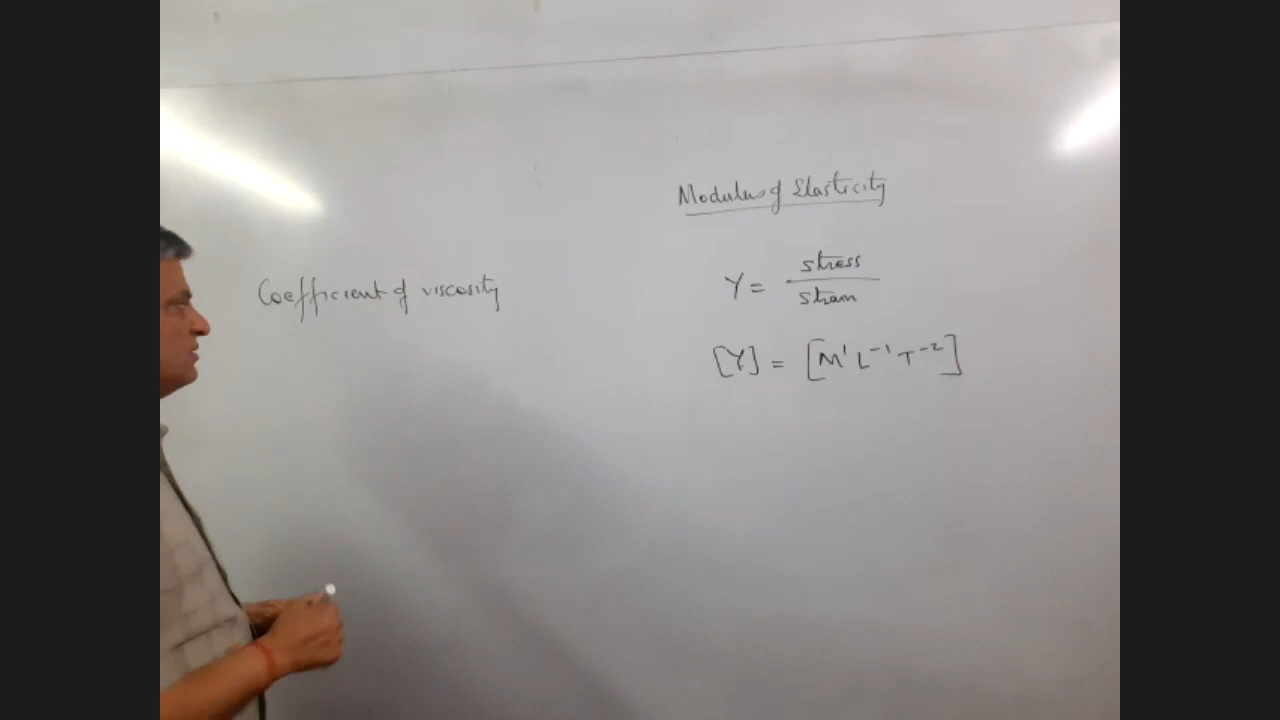 Modulus of Elasticity
Coefficient of viscosity
Y = stress / strain
[Y] = [M¹ L⁻¹ T⁻²]